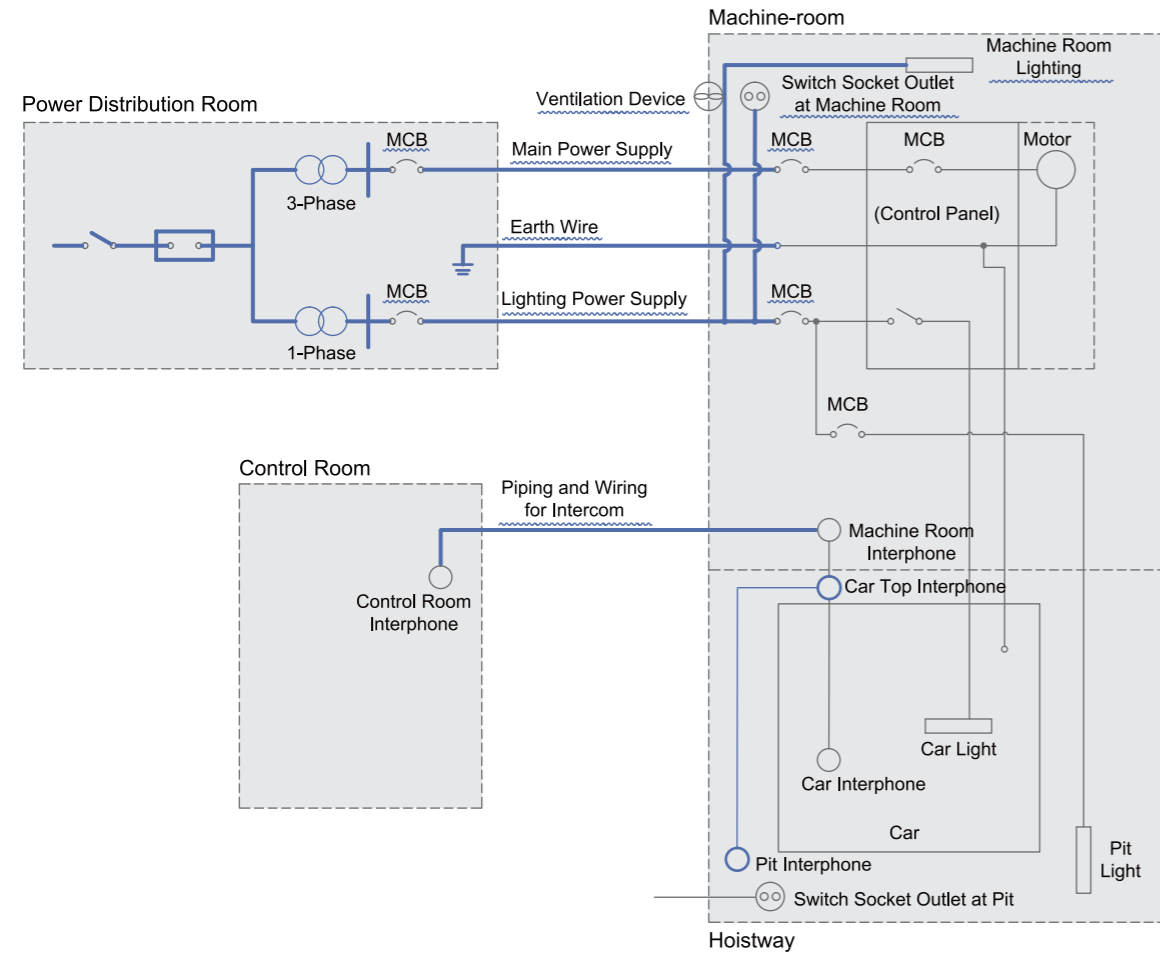 Machine-room
Machine Room
Lighting
Switch Socket Outlet
at Machine Room
Ventilation Device
Power Distribution Room
MCB
Main Power Supply
MCB
MCB
Motor
3-Phase
(Control Panel)
Earth Wire
MCB
Lighting Power Supply
MCB
1-Phase
MCB
Control Room
Piping and Wiring
for Intercom
Machine Room
Interphone
Car Top Interphone
Control Room
Interphone
Car Light
Car Interphone
Car
Pit Interphone
Pit
Light
Switch Socket Outlet at Pit
Hoistway